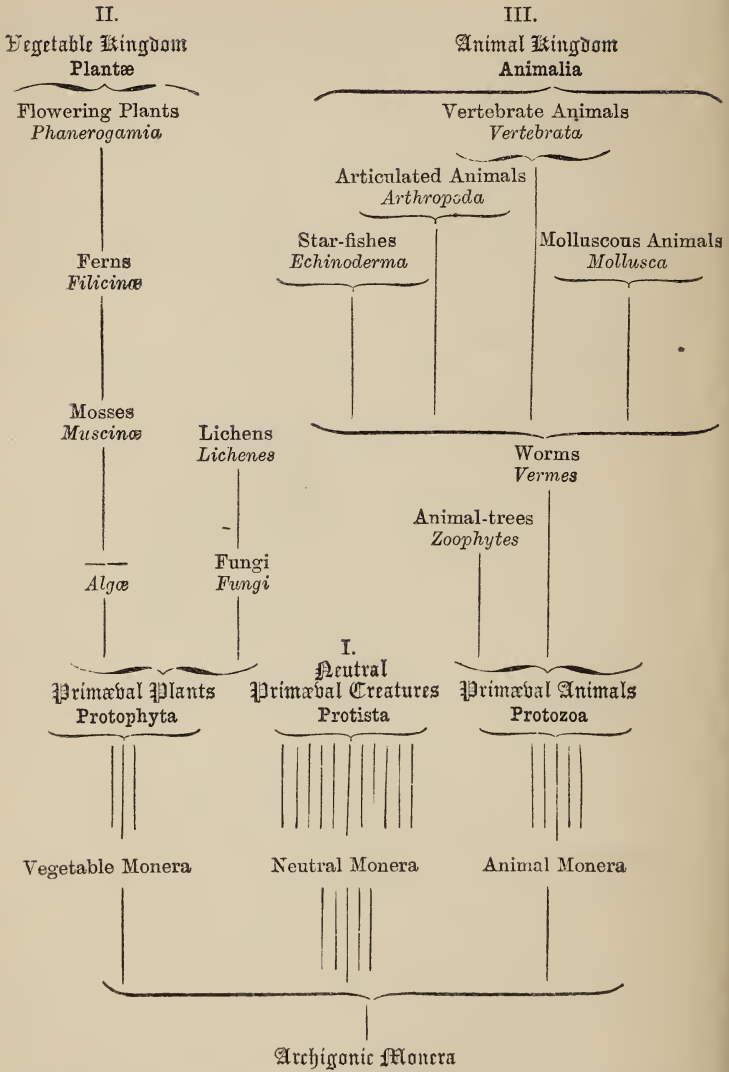 II.
Vegetable Kingdom
Plantæ
Flowering Plants
Phanerogamia
Ferns
Filicinæ
Mosses
Muscinæ
Lichens
Lichenes
Algæ
Fungi
Fungi
Primæval Plants
Protophyta
Vegetable Monera
III.
Animal Kingdom
Animalia
Vertebrate Animals
Vertebrata
Articulated Animals
Arthropoda
Star-fishes
Echinoderma
Molluscous Animals
Mollusca
Worms
Vermes
Animal-trees
Zoophytes
Primæval Animals
Protozoa
Animal Monera
I.
Neutral
Primæval Creatures
Protista
Neutral Monera
Archigonic Monera